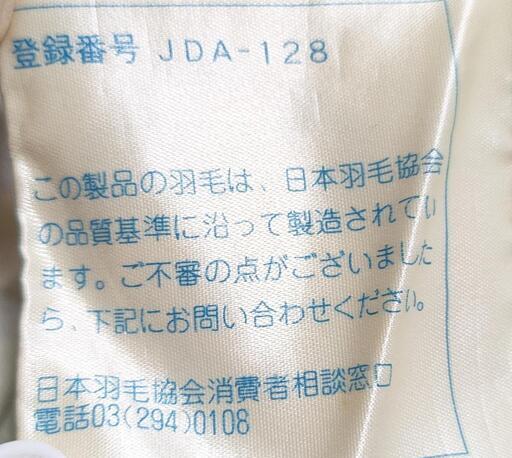 登録番号 JDA-128
この製品の羽毛は、日本羽毛協会
の品質基準に沿って製造されてい
ます。ご不審の点がございました
ら、下記にお問い合わせください。
日本羽毛協会消費者相談窓口
電話03(294)0108